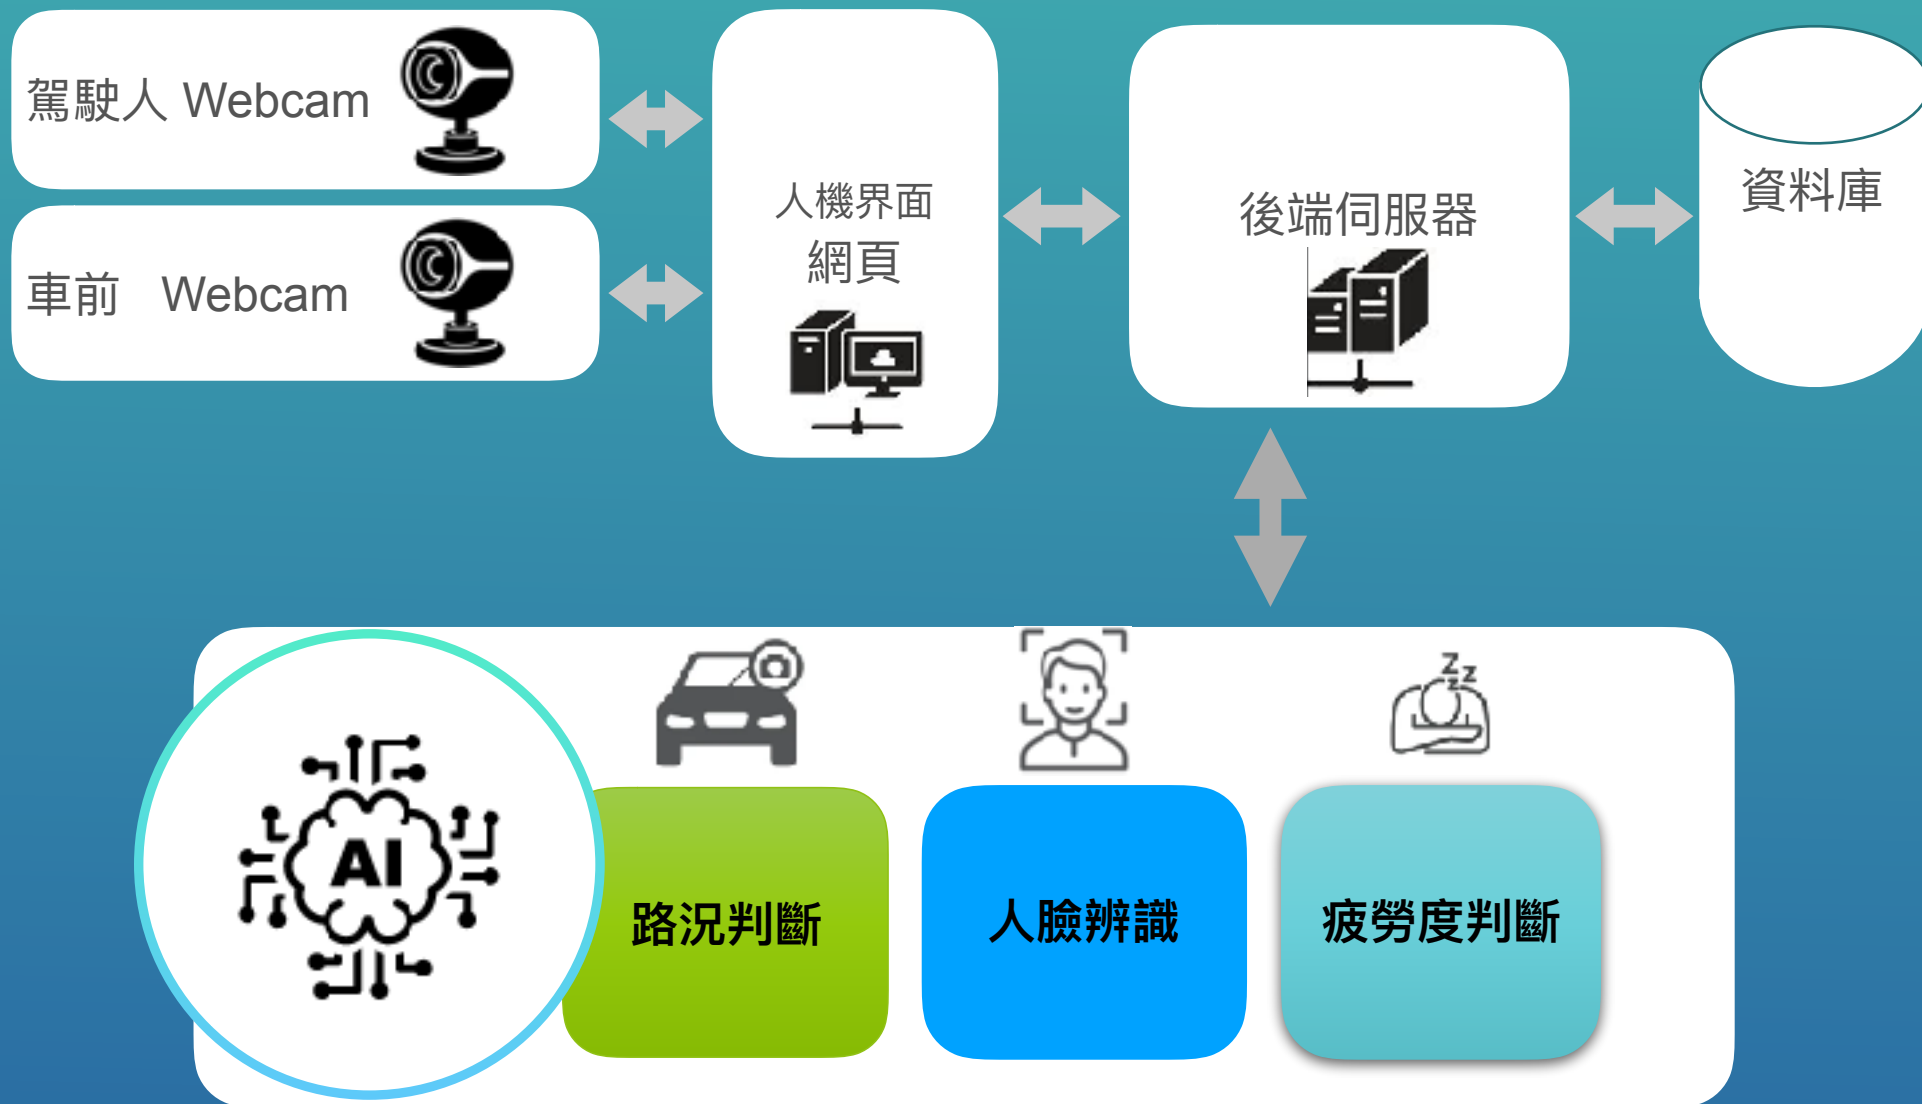 駕駛人 Webcam
車前 Webcam
人機界面
網頁
後端伺服器
資料庫
AI
zzz
路況判斷
人臉辨識
疲勞度判斷